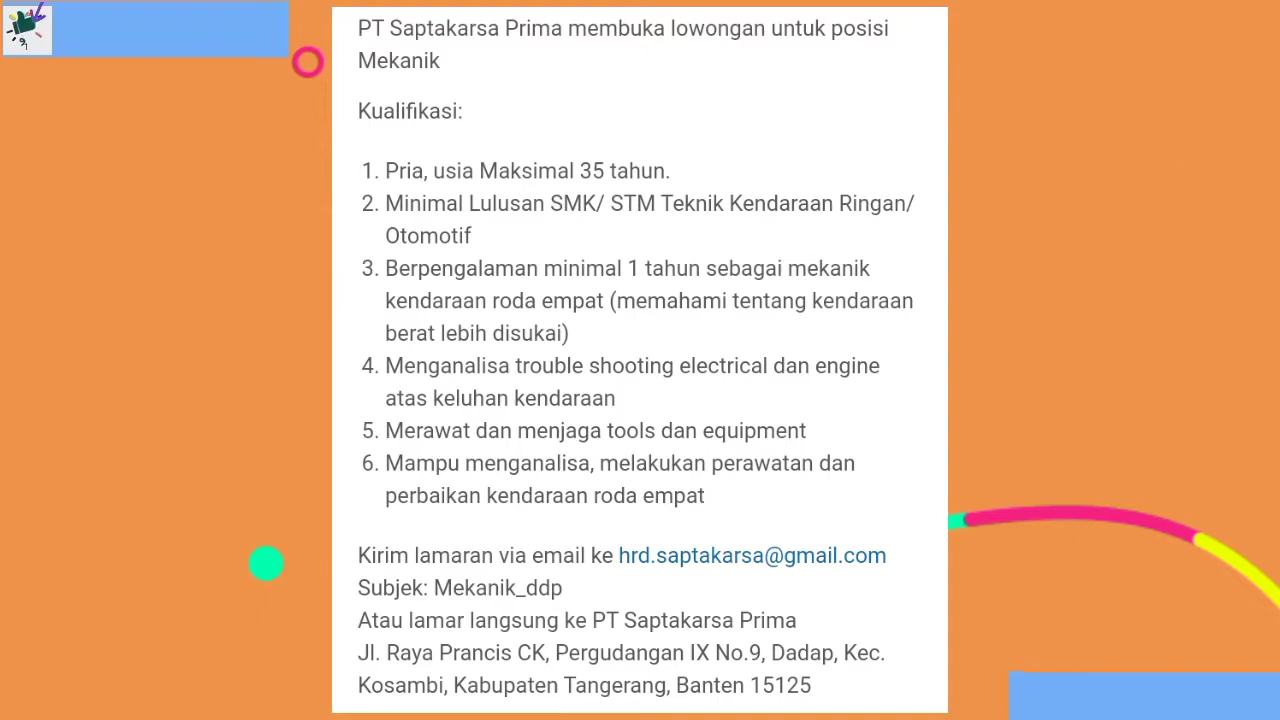 PT Saptakarsa Prima membuka lowongan untuk posisi
Mekanik
Kualifikasi:
1. Pria, usia Maksimal 35 tahun.
2. Minimal Lulusan SMK/ STM Teknik Kendaraan Ringan/
Otomotif
3. Berpengalaman minimal 1 tahun sebagai mekanik
kendaraan roda empat (memahami tentang kendaraan
berat lebih disukai)
4. Menganalisa trouble shooting electrical dan engine
atas keluhan kendaraan
5. Merawat dan menjaga tools dan equipment
6. Mampu menganalisa, melakukan perawatan dan
perbaikan kendaraan roda empat
Kirim lamaran via email ke hrd.saptakarsa@gmail.com
Subjek: Mekanik_ddp
Atau lamar langsung ke PT Saptakarsa Prima
Jl. Raya Prancis CK, Pergudangan IX No.9, Dadap, Kec.
Kosambi, Kabupaten Tangerang, Banten 15125